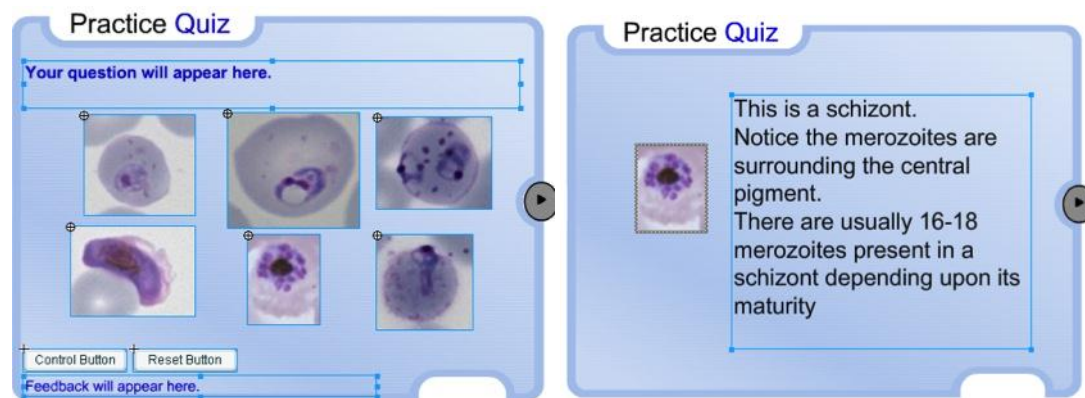 Practice Quiz
Your question will appear here.
Control Button
Reset Button
Feedback will appear here.
Practice Quiz
This is a schizont.
Notice the merozoites are
surrounding the central
pigment.
There are usually 16-18
merozoites present in a
schizont depending upon its
maturity